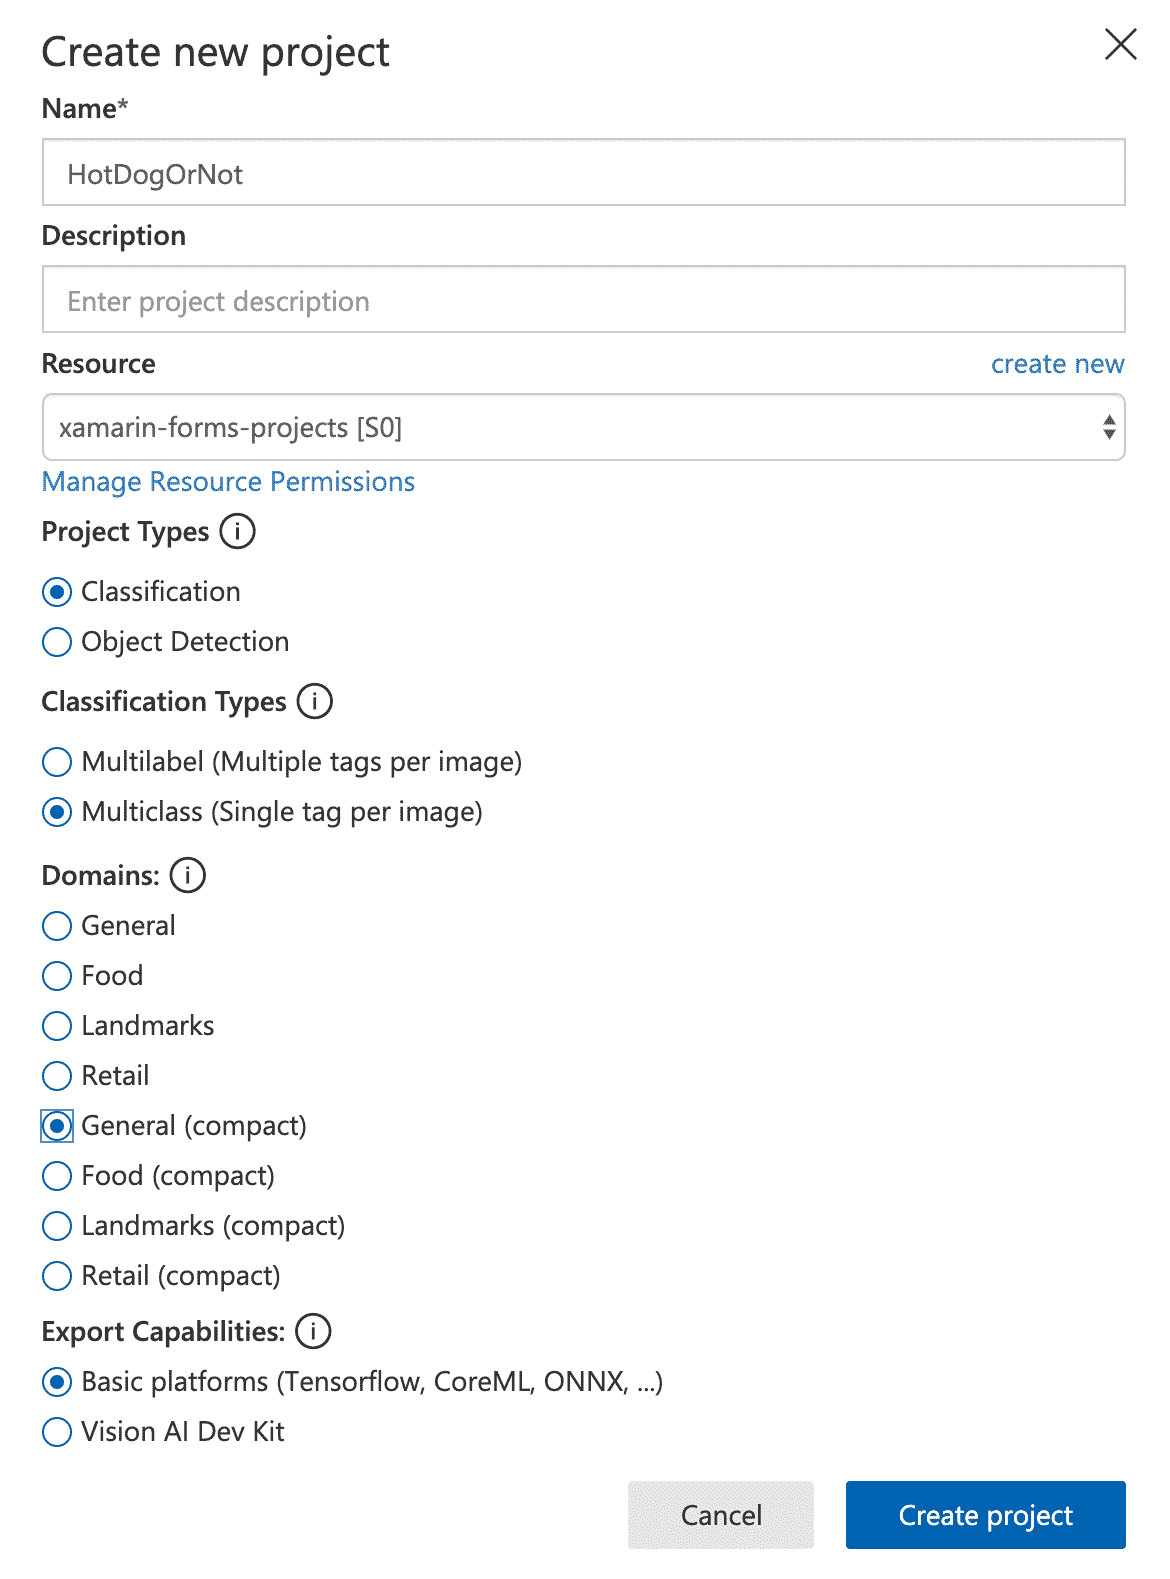 Create new project
Name*
HotDogOrNot
Description
Enter project description
Resource
create new
xamarin-forms-projects [S0]
Manage Resource Permissions
Project Types
Classification
Object Detection
Classification Types
Multilabel (Multiple tags per image)
Multiclass (Single tag per image)
Domains:
General
Food
Landmarks
Retail
General (compact)
Food (compact)
Landmarks (compact)
Retail (compact)
Export Capabilities:
Basic platforms (Tensorflow, CoreML, ONNX, ...)
Vision AI Dev Kit
Cancel
Create project